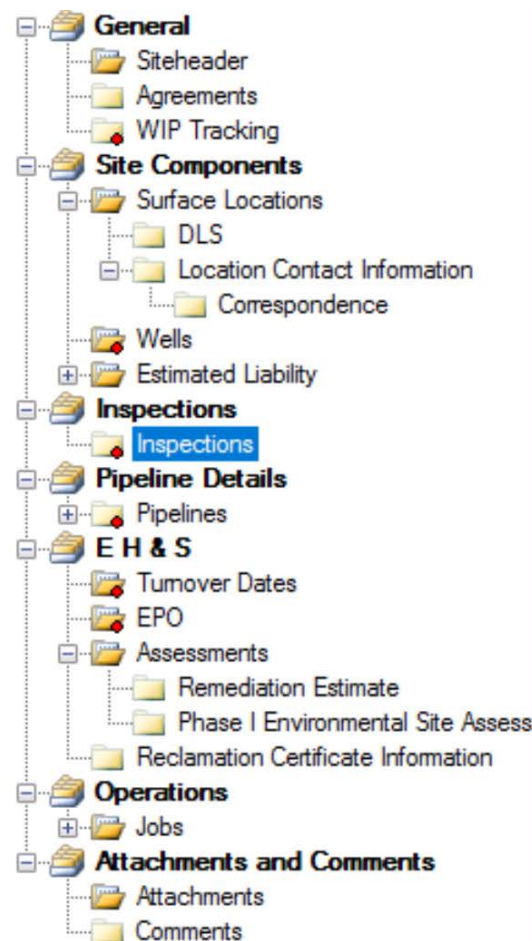 General
Siteheader
Agreements
WIP Tracking
Site Components
Surface Locations
DLS
Location Contact Information
Correspondence
Wells
Estimated Liability
Inspections
Inspections
Pipeline Details
Pipelines
E H & S
Turnover Dates
EPO
Assessments
Remediation Estimate
Phase I Environmental Site Assess
Reclamation Certificate Information
Operations
Jobs
Attachments and Comments
Attachments
Comments